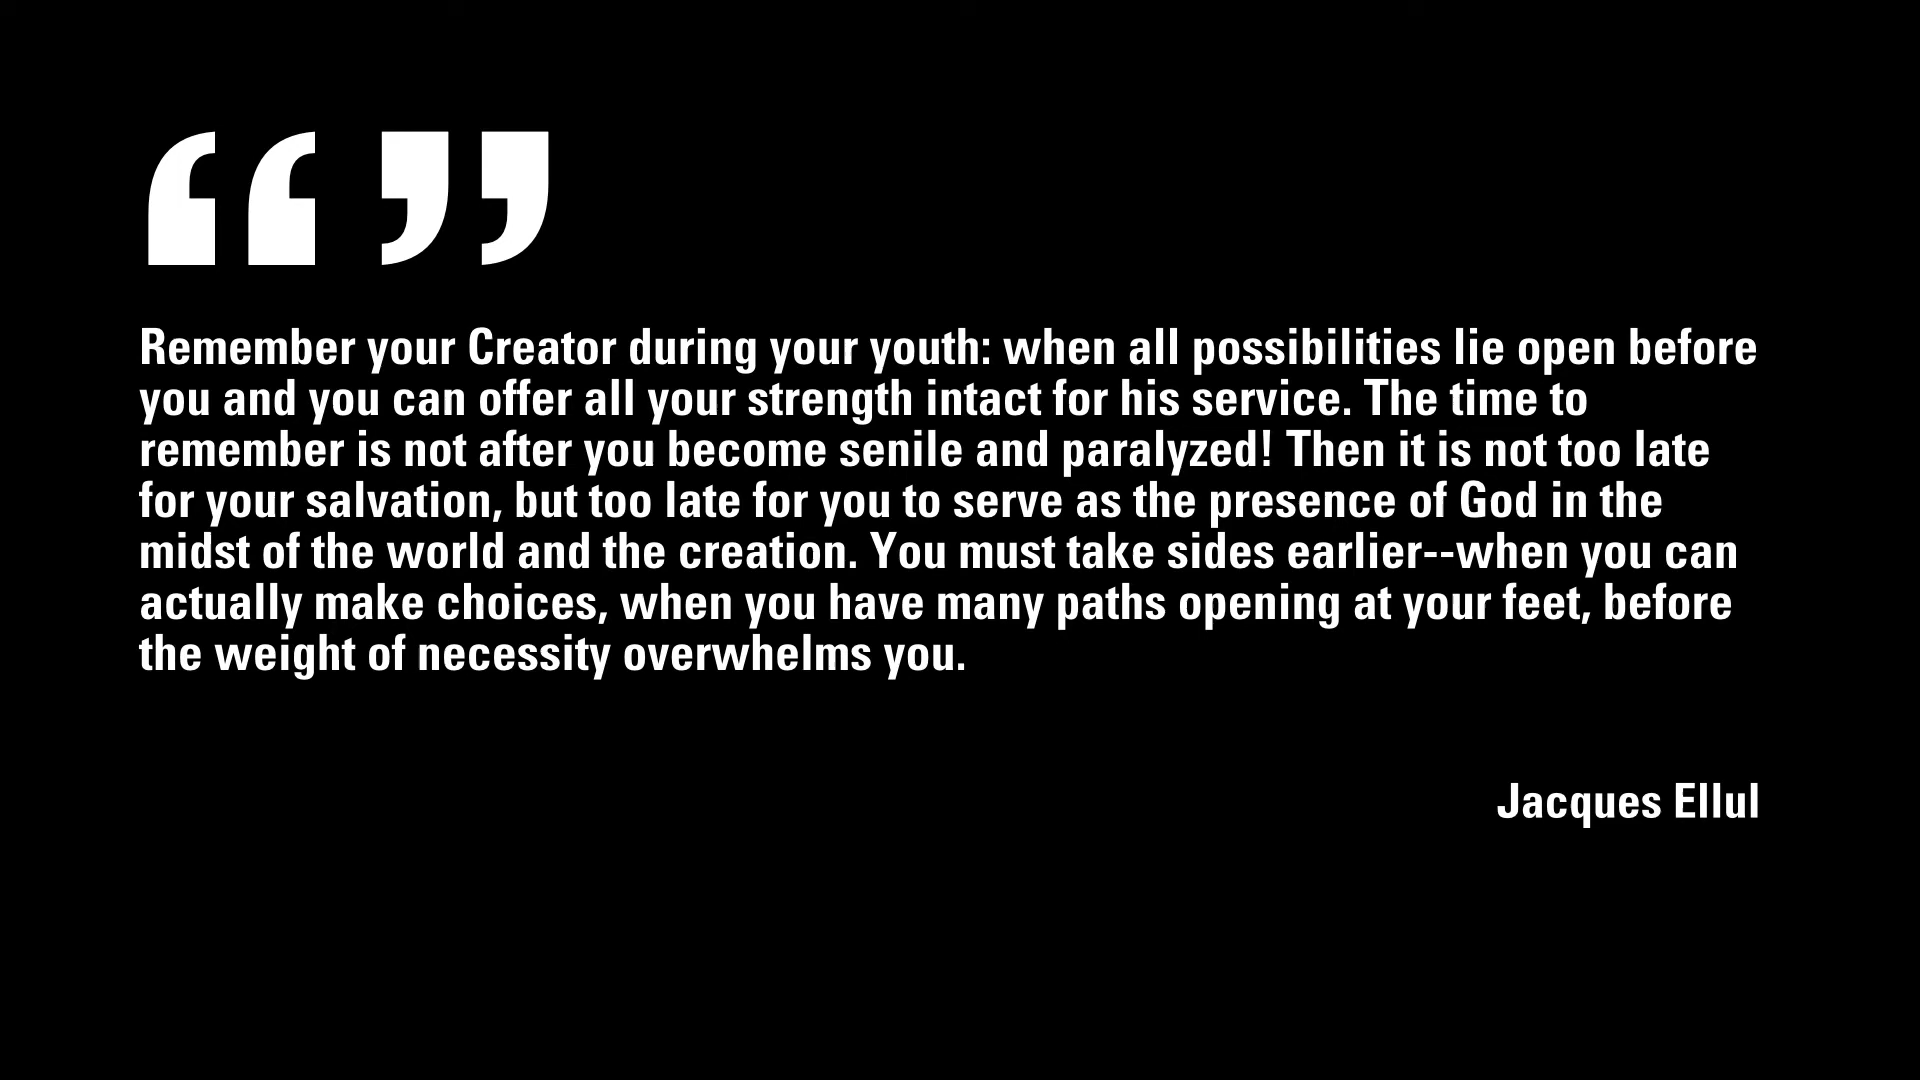 “ ”
Remember your Creator during your youth: when all possibilities lie open before
you and you can offer all your strength intact for his service. The time to
remember is not after you become senile and paralyzed! Then it is not too late
for your salvation, but too late for you to serve as the presence of God in the
midst of the world and the creation. You must take sides earlier--when you can
actually make choices, when you have many paths opening at your feet, before
the weight of necessity overwhelms you.
Jacques Ellul